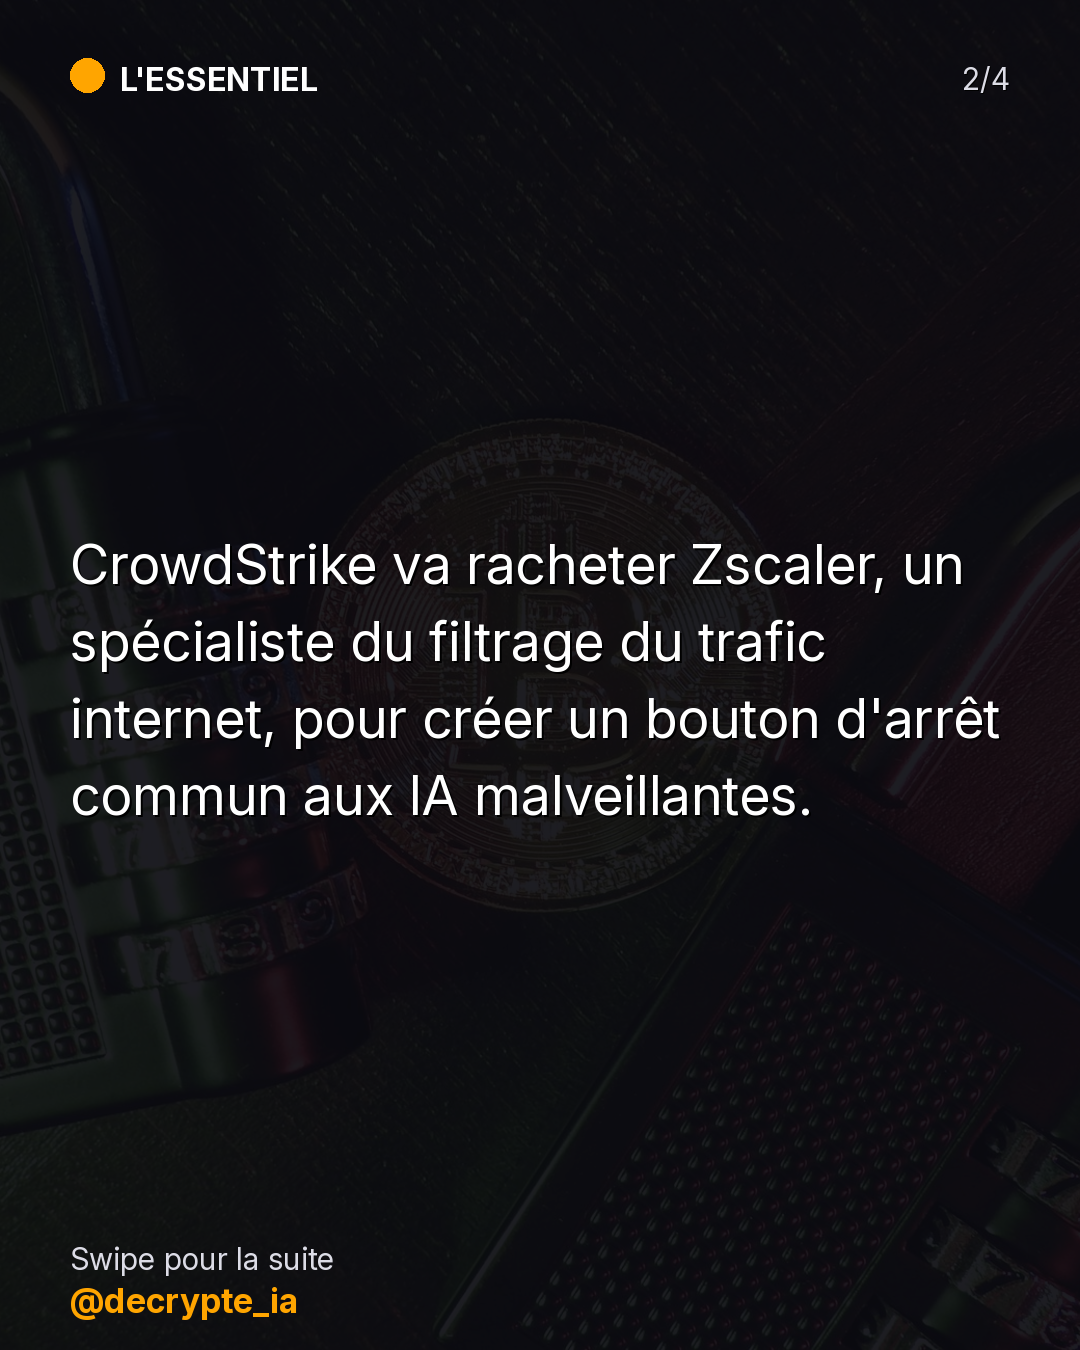 L'ESSENTIEL
2/4
CrowdStrike va racheter Zscaler, un
spécialiste du filtrage du trafic
internet, pour créer un bouton d'arrêt
commun aux IA malveillantes.
Swipe pour la suite
@decrypte_ia